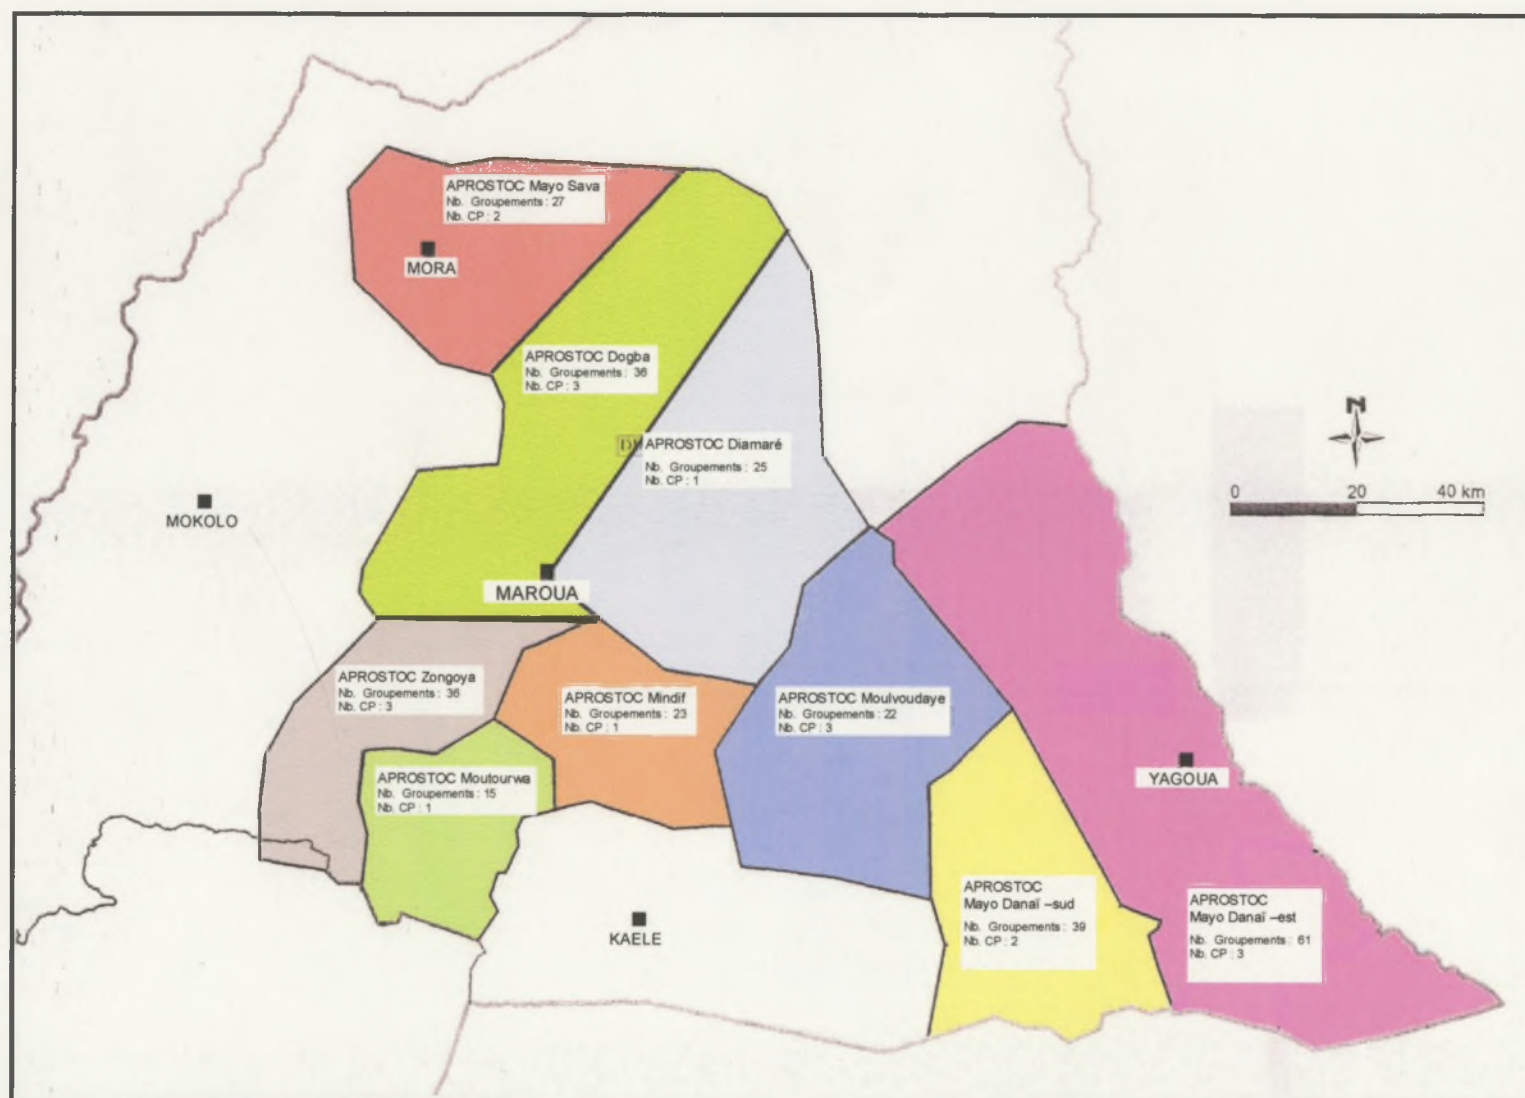 APROSTOC Mayo Sava
Nb. Groupements : 27
Nb. CP : 2
MORA
APROSTOC Dogba
Nb. Groupements : 36
Nb. CP : 3
APROSTOC Diamaré
Nb. Groupements : 25
Nb. CP : 1
N
0 20 40 km
MOKOLO
MAROUA
APROSTOC Zongoya
Nb. Groupements : 36
Nb. CP : 3
APROSTOC Mindif
Nb. Groupements : 23
Nb. CP : 1
APROSTOC Moulvoudaye
Nb. Groupements : 22
Nb. CP : 3
APROSTOC Moutourwa
Nb. Groupements : 15
Nb. CP : 1
YAGOUA
KAELE
APROSTOC
Mayo Danaï –sud
Nb. Groupements : 39
Nb. CP : 2
APROSTOC
Mayo Danaï –est
Nb. Groupements : 61
Nb. CP : 3